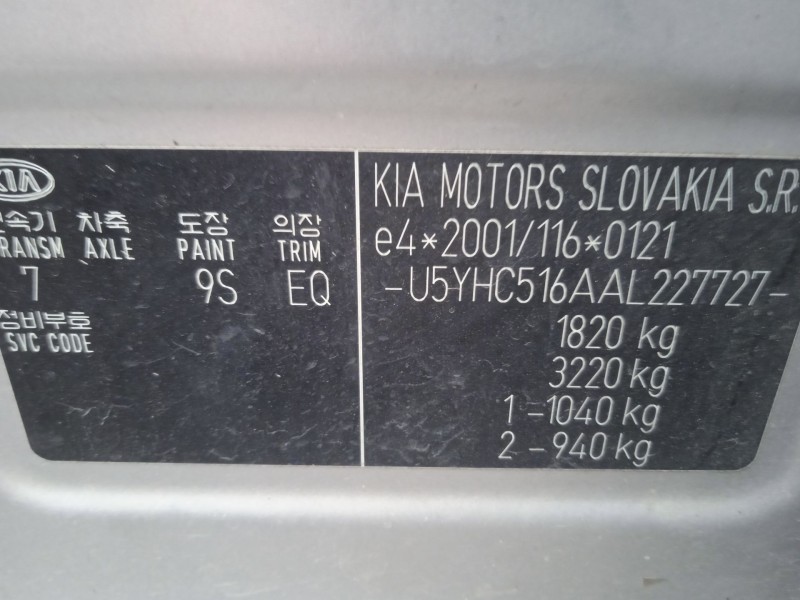 KIA
변속기 차축 도장 의장
TRANSM AXLE PAINT TRIM
7 9S EQ
정비부호
SVC CODE
KIA MOTORS SLOVAKIA S.R.
e4*2001/116*0121
-U5YHC516AAL227727-
1820 kg
3220 kg
1 -1040 kg
2 -940 kg